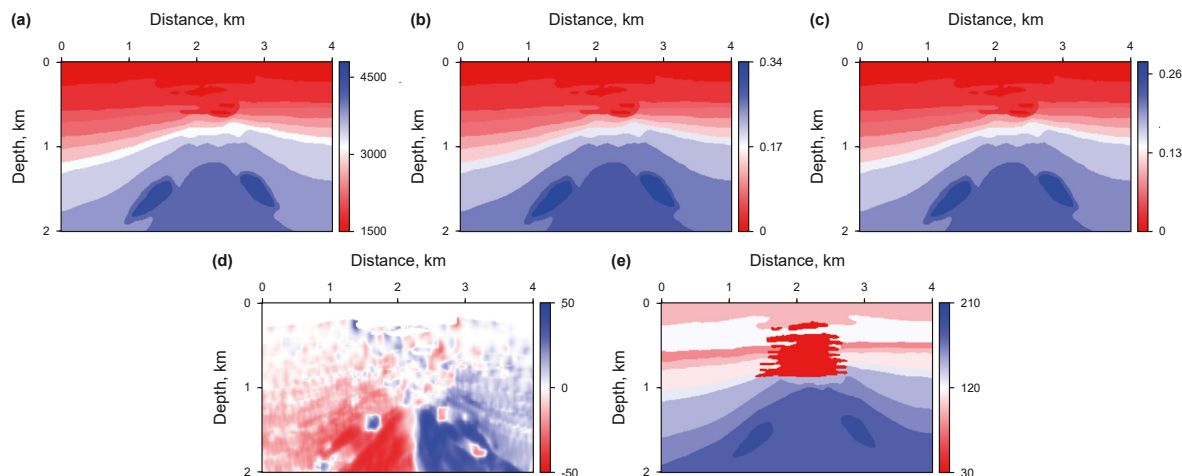 (a)
Distance, km
0 1 2 3 4
0
1
2
Depth, km
4500
3000
1500
(b)
Distance, km
0 1 2 3 4
0
1
2
Depth, km
0.34
0.17
0
(c)
Distance, km
0 1 2 3 4
0
1
2
Depth, km
0.26
0.13
0
(d)
Distance, km
0 1 2 3 4
0
1
2
Depth, km
50
0
-50
(e)
Distance, km
0 1 2 3 4
0
1
2
Depth, km
210
120
30